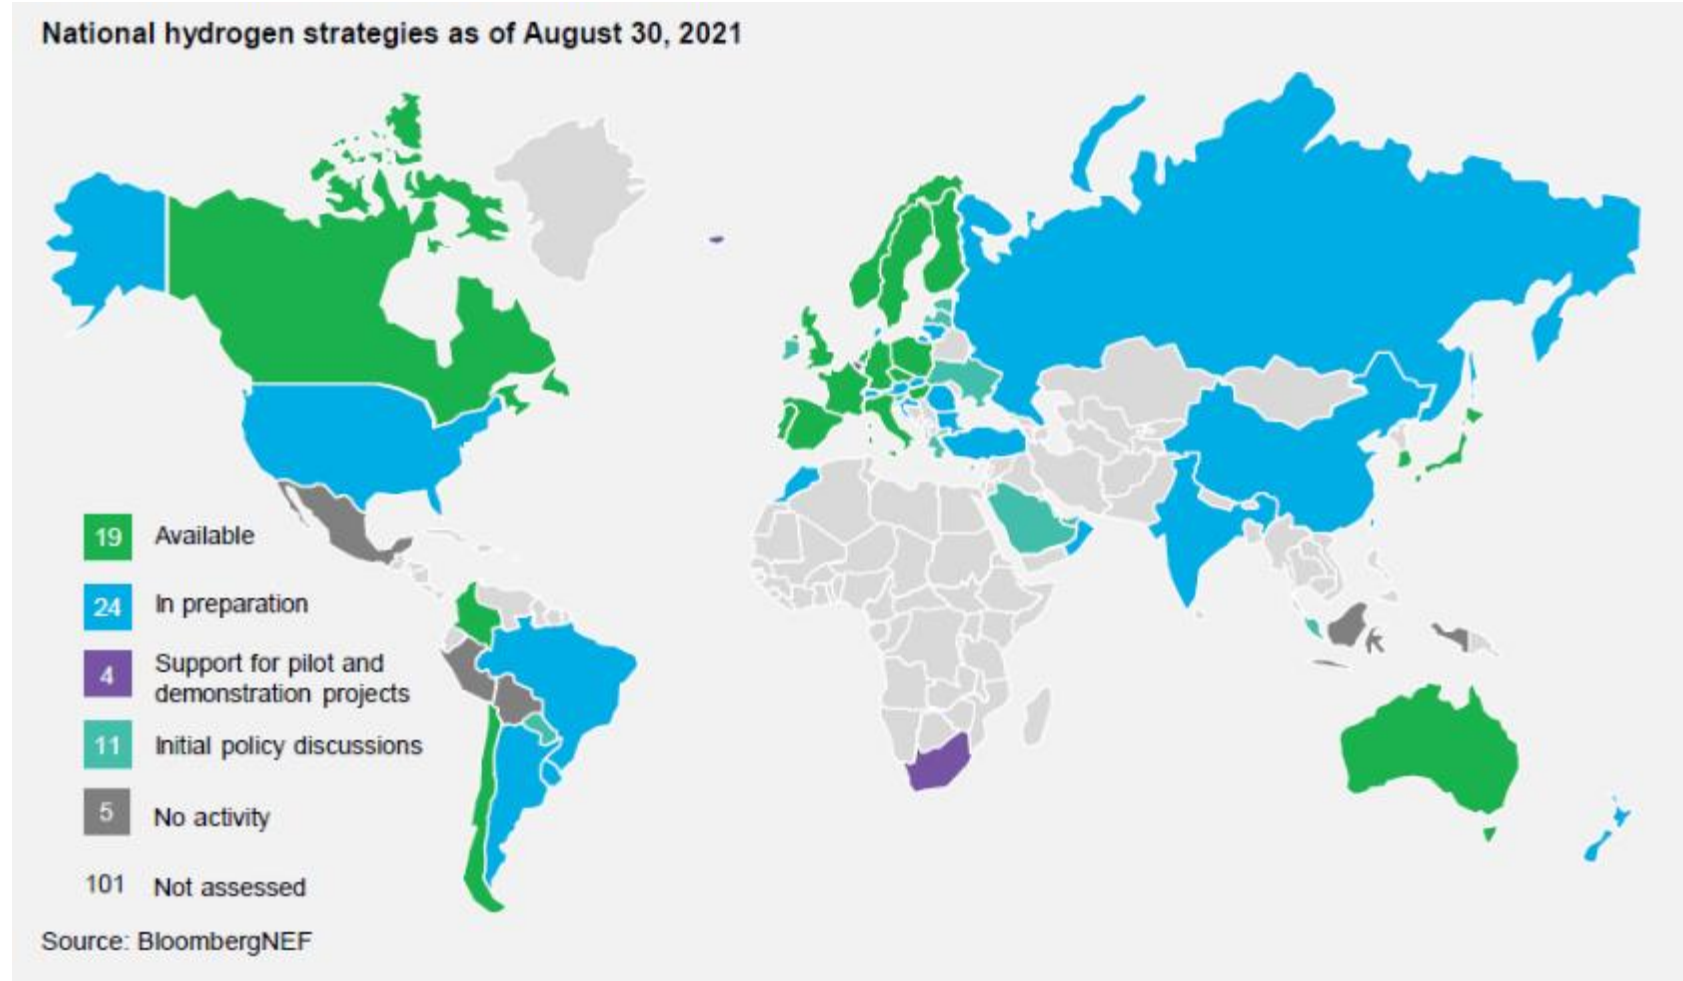 National hydrogen strategies as of August 30, 2021
19 Available
24 In preparation
4 Support for pilot and
demonstration projects
11 Initial policy discussions
5 No activity
101 Not assessed
Source: BloombergNEF